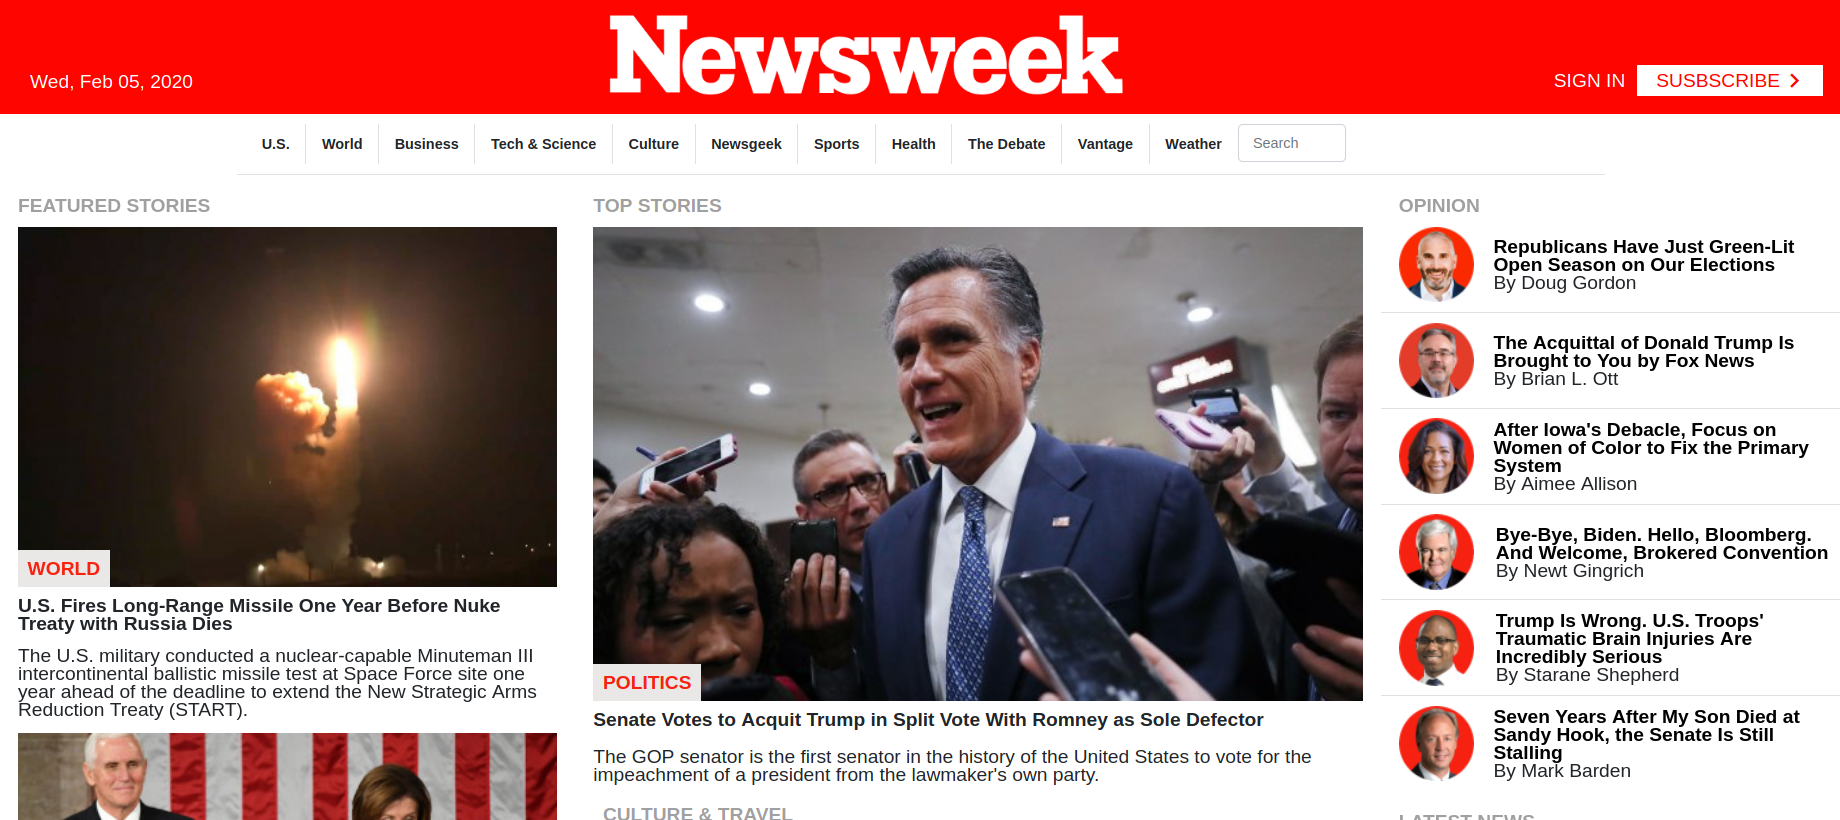 Newsweek
Wed, Feb 05, 2020
SIGN IN
SUSBSCRIBE
U.S.
World
Business
Tech & Science
Culture
Newsgeek
Sports
Health
The Debate
Vantage
Weather
Search
FEATURED STORIES
WORLD
U.S. Fires Long-Range Missile One Year Before Nuke
Treaty with Russia Dies
The U.S. military conducted a nuclear-capable Minuteman III
intercontinental ballistic missile test at Space Force site one
year ahead of the deadline to extend the New Strategic Arms
Reduction Treaty (START).
TOP STORIES
POLITICS
Senate Votes to Acquit Trump in Split Vote With Romney as Sole Defector
The GOP senator is the first senator in the history of the United States to vote for the
impeachment of a president from the lawmaker's own party.
CULTURE & TRAVEL
OPINION
Republicans Have Just Green-Lit
Open Season on Our Elections
By Doug Gordon
The Acquittal of Donald Trump Is
Brought to You by Fox News
By Brian L. Ott
After Iowa's Debacle, Focus on
Women of Color to Fix the Primary
System
By Aimee Allison
Bye-Bye, Biden. Hello, Bloomberg.
And Welcome, Brokered Convention
By Newt Gingrich
Trump Is Wrong. U.S. Troops'
Traumatic Brain Injuries Are
Incredibly Serious
By Starane Shepherd
Seven Years After My Son Died at
Sandy Hook, the Senate Is Still
Stalling
By Mark Barden
LATEST NEWS